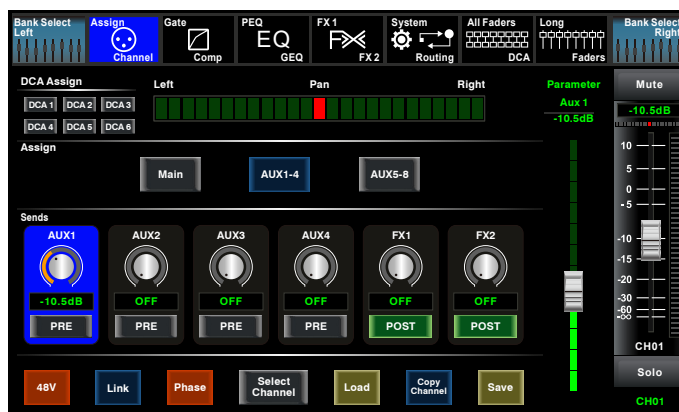 Bank Select
Left
Assign
Channel
Gate
Comp
PEQ
EQ
GEQ
FX 1
FX 2
System
Routing
All Faders
DCA
Long
Faders
Bank Select
Right
DCA Assign
DCA 1 DCA 2 DCA 3
DCA 4 DCA 5 DCA 6
Left Pan Right
Parameter
Aux 1
-10.5dB
Mute
-10.5dB
Assign
Main AUX1-4 AUX5-8
10
5
0
-5
-10
-15
-20
-30
-60
-∞
Sends
AUX1 AUX2 AUX3 AUX4 FX1 FX2
-10.5dB OFF OFF OFF OFF OFF
PRE PRE PRE PRE POST POST
CH01
Solo
CH01
48V Link Phase Select Channel Load Copy Channel Save